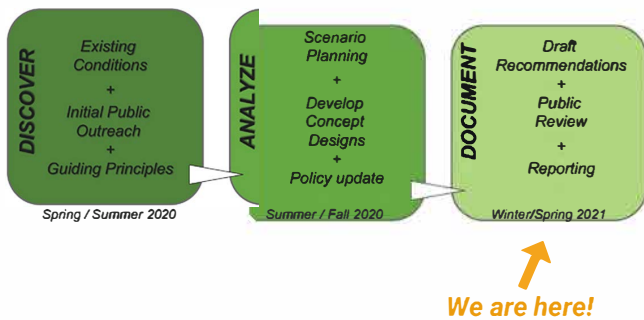 DISCOVER
Existing
Conditions
+
Initial Public
Outreach
+
Guiding Principles
Spring / Summer 2020
ANALYZE
Scenario
Planning
+
Develop
Concept
Designs
+
Policy update
Summer / Fall 2020
DOCUMENT
Draft
Recommendations
+
Public
Review
+
Reporting
Winter/Spring 2021
We are here!